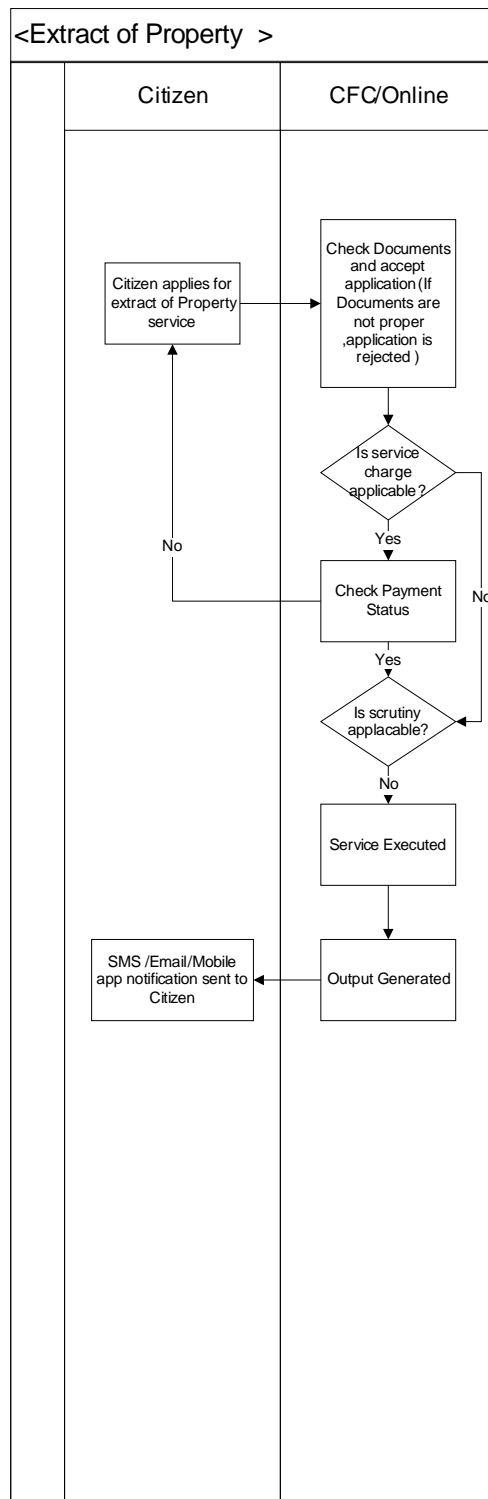 <Extract of Property  >
Citizen
CFC/Online
Citizen applies for
extract of Property
service
Check Documents
and accept
application (If
Documents are
not proper
,application is
rejected )
Is service
charge
applicable?
No
Yes
No
Check Payment
Status
Yes
Is scrutiny
applacable?
No
Service Executed
SMS /Email/Mobile
app notification sent to
Citizen
Output Generated